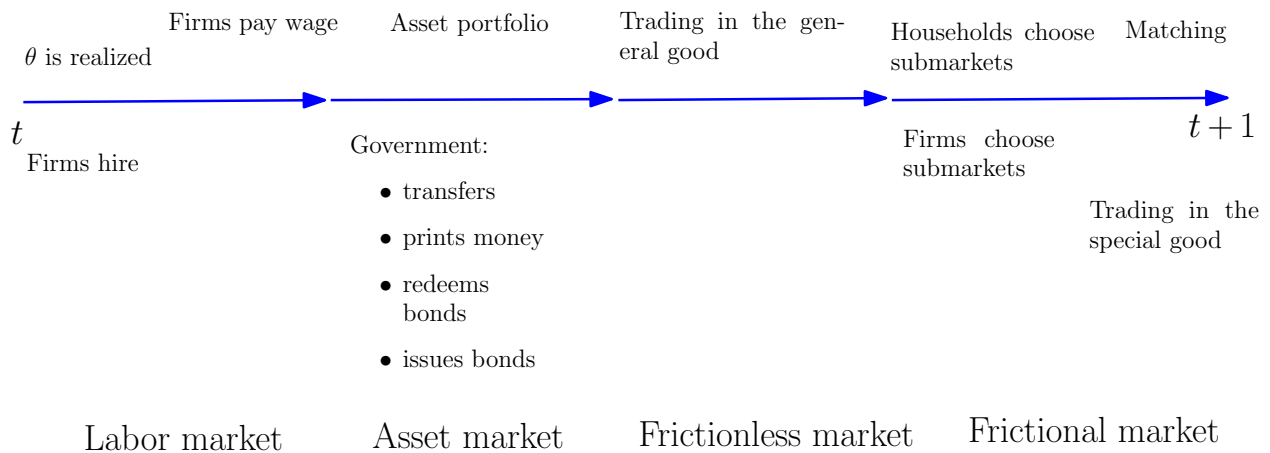 Firms pay wage
Asset portfolio
Trading in the gen-
eral good
Households choose
submarkets
Matching
θ is realized
t
t + 1
Firms hire
Government:
• transfers
• prints money
• redeems
bonds
• issues bonds
Firms choose
submarkets
Trading in the
special good
Labor market
Asset market
Frictionless market
Frictional market